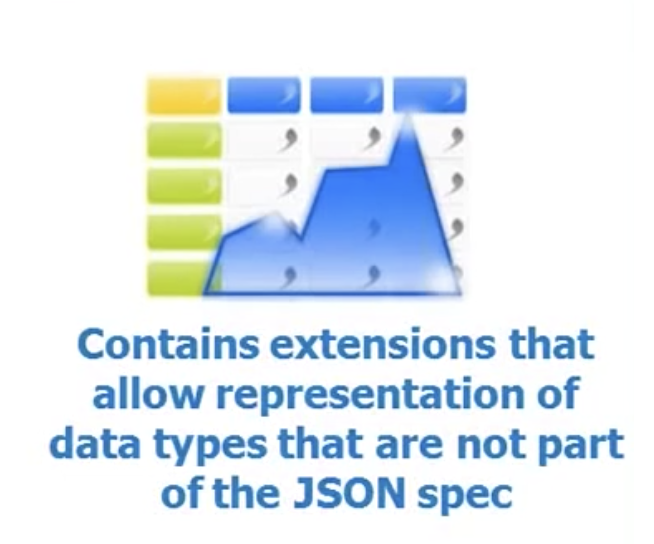 Contains extensions that
allow representation of
data types that are not part
of the JSON spec